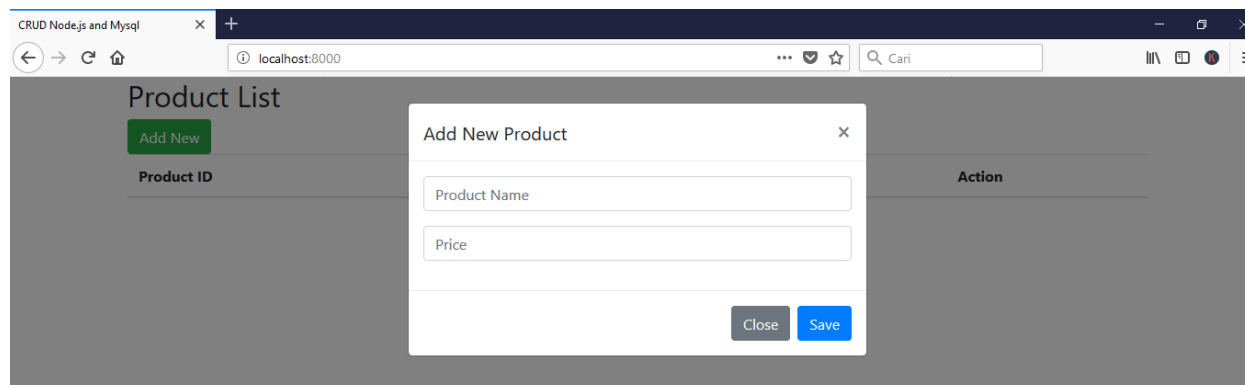 CRUD Node.js and Mysql
localhost:8000
Cari
K
Product List
Add New
Product ID
Action
Add New Product
Product Name
Price
Close
Save